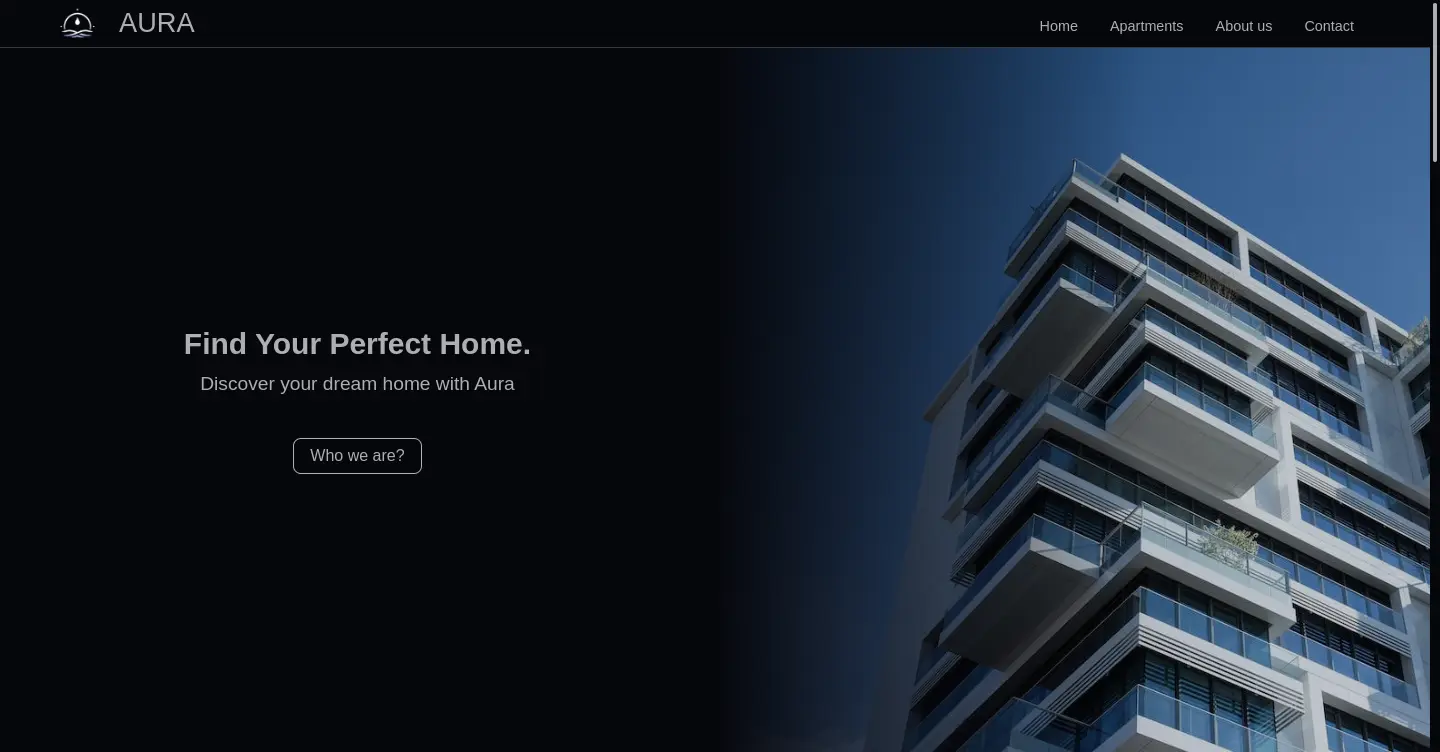 AURA
Home
Apartments
About us
Contact
Find Your Perfect Home.
Discover your dream home with Aura
Who we are?